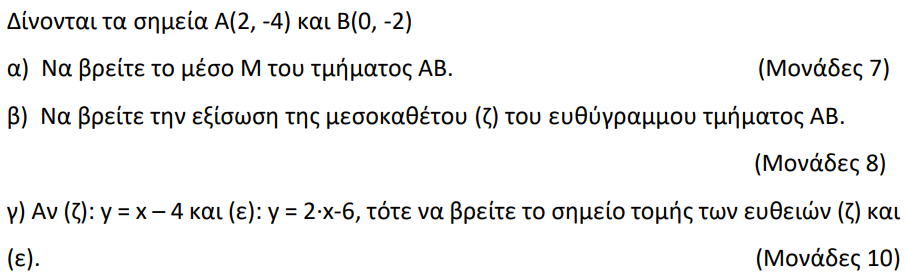 Δίνονται τα σημεία Α(2, -4) και Β(0, -2)
α) Να βρείτε το μέσο Μ του τμήματος ΑΒ. (Μονάδες 7)
β) Να βρείτε την εξίσωση της μεσοκαθέτου (ζ) του ευθύγραμμου τμήματος ΑΒ.
(Μονάδες 8)
γ) Αν (ζ): y = x – 4 και (ε): y = 2·x-6, τότε να βρείτε το σημείο τομής των ευθειών (ζ) και
(ε). (Μονάδες 10)